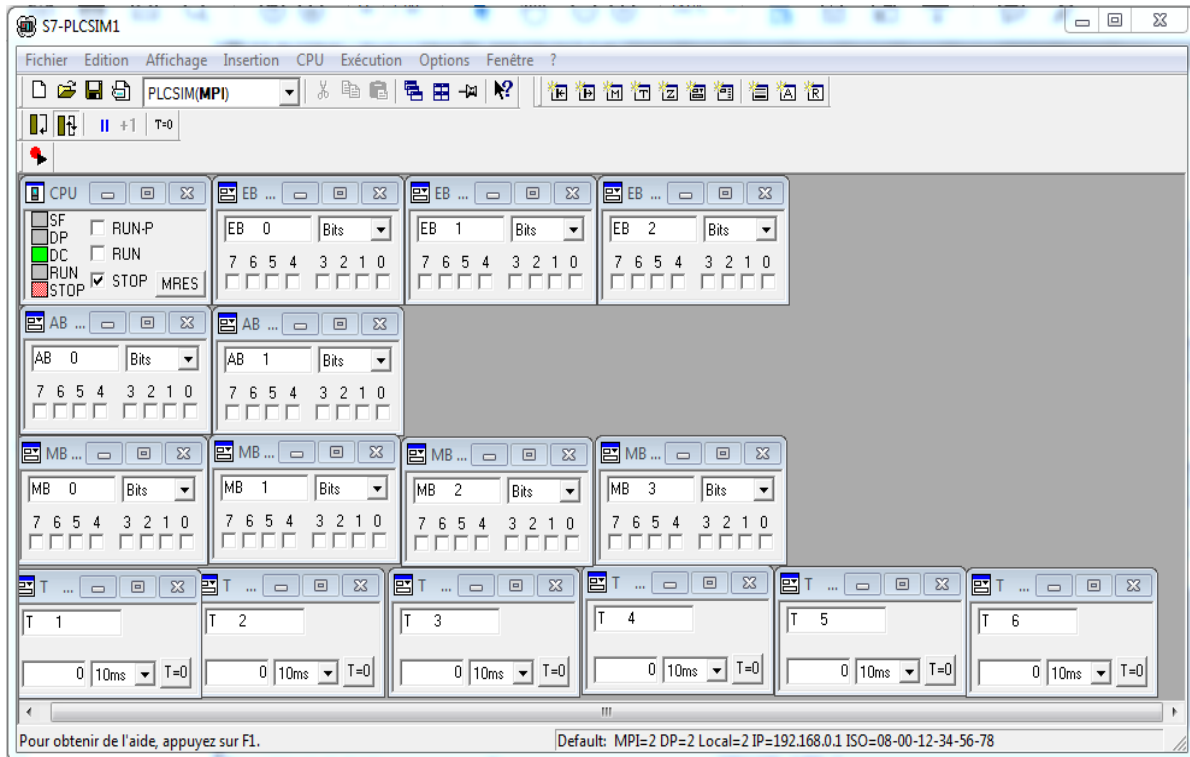 S7-PLCSIM1
Fichier Edition Affichage Insertion CPU Exécution Options Fenêtre ?
PLCSIM(MPI)
+1 T=0
CPU EB ... EB ... EB ...
SF RUN-P
DP
DC RUN
RUN
STOP STOP MRES
EB 0 Bits EB 1 Bits EB 2 Bits
7 6 5 4 3 2 1 0 7 6 5 4 3 2 1 0 7 6 5 4 3 2 1 0
AB ... AB ...
AB 0 Bits AB 1 Bits
7 6 5 4 3 2 1 0 7 6 5 4 3 2 1 0
MB ... MB ... MB ... MB ...
MB 0 Bits MB 1 Bits MB 2 Bits MB 3 Bits
7 6 5 4 3 2 1 0 7 6 5 4 3 2 1 0 7 6 5 4 3 2 1 0 7 6 5 4 3 2 1 0
T ... T ... T ... T ... T ... T ...
T 1 T 2 T 3 T 4 T 5 T 6
0 10ms T=0 0 10ms T=0 0 10ms T=0 0 10ms T=0 0 10ms T=0 0 10ms T=0
Pour obtenir de l'aide, appuyez sur F1. Default: MPI=2 DP=2 Local=2 IP=192.168.0.1 ISO=08-00-12-34-56-78